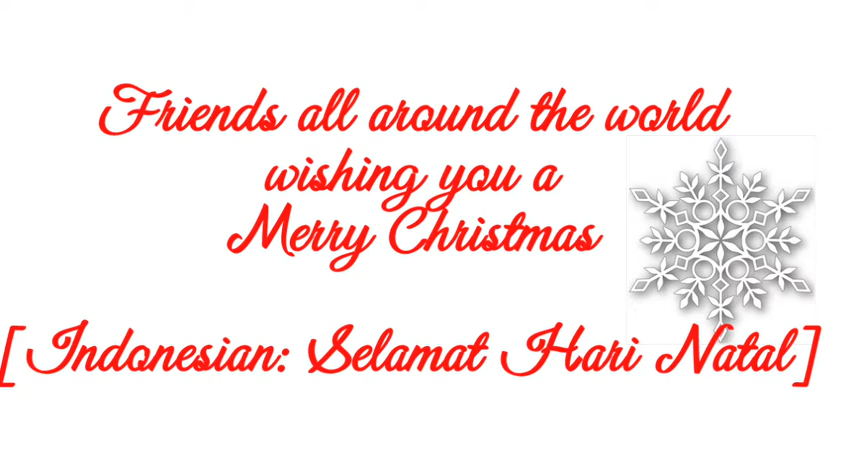 Friends all around the world
wishing you a
Merry Christmas
[Indonesian: Selamat Hari Natal]